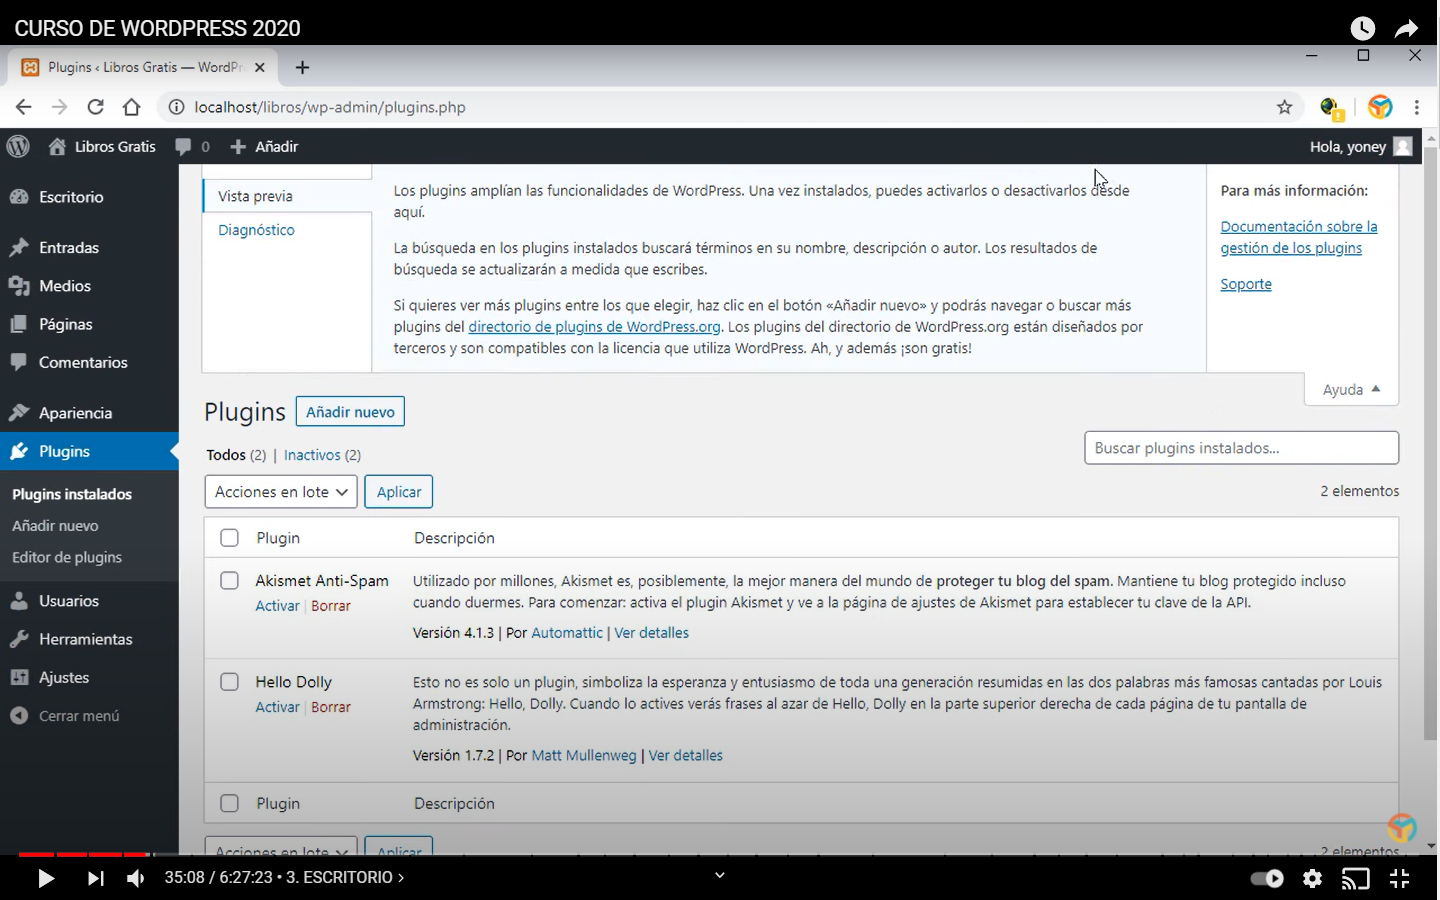 CURSO DE WORDPRESS 2020
Plugins ‹ Libros Gratis — WordPr
localhost/libros/wp-admin/plugins.php
Libros Gratis 0 Añadir
Hola, yoney
Escritorio
Entradas
Medios
Páginas
Comentarios
Apariencia
Plugins
Plugins instalados
Añadir nuevo
Editor de plugins
Usuarios
Herramientas
Ajustes
Cerrar menú
Vista previa
Diagnóstico
Los plugins amplían las funcionalidades de WordPress. Una vez instalados, puedes activarlos o desactivarlos desde
aquí.
La búsqueda en los plugins instalados buscará términos en su nombre, descripción o autor. Los resultados de
búsqueda se actualizarán a medida que escribes.
Si quieres ver más plugins entre los que elegir, haz clic en el botón «Añadir nuevo» y podrás navegar o buscar más
plugins del directorio de plugins de WordPress.org. Los plugins del directorio de WordPress.org están diseñados por
terceros y son compatibles con la licencia que utiliza WordPress. Ah, y además ¡son gratis!
Para más información:
Documentación sobre la
gestión de los plugins
Soporte
Ayuda
Plugins Añadir nuevo
Todos (2) | Inactivos (2)
Buscar plugins instalados...
Acciones en lote Aplicar
2 elementos
Plugin Descripción
Akismet Anti-Spam
Activar | Borrar
Utilizado por millones, Akismet es, posiblemente, la mejor manera del mundo de proteger tu blog del spam. Mantiene tu blog protegido incluso
cuando duermes. Para comenzar: activa el plugin Akismet y ve a la página de ajustes de Akismet para establecer tu clave de la API.
Versión 4.1.3 | Por Automattic | Ver detalles
Hello Dolly
Activar | Borrar
Esto no es solo un plugin, simboliza la esperanza y entusiasmo de toda una generación resumidas en las dos palabras más famosas cantadas por Louis
Armstrong: Hello, Dolly. Cuando lo actives verás frases al azar de Hello, Dolly en la parte superior derecha de cada página de tu pantalla de
administración.
Versión 1.7.2 | Por Matt Mullenweg | Ver detalles
Plugin Descripción
Acciones en lote Aplicar
2 elementos
35:08 / 6:27:23 • 3. ESCRITORIO ›